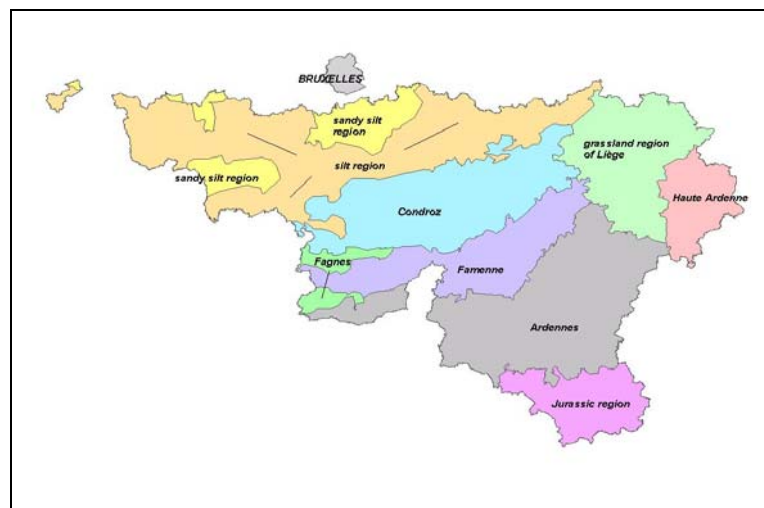 BRUXELLES
sandy silt
region
grassland region
of Liège
silt region
sandy silt region
Haute Ardenne
Condroz
Fagnes
Famenne
Ardennes
Jurassic region